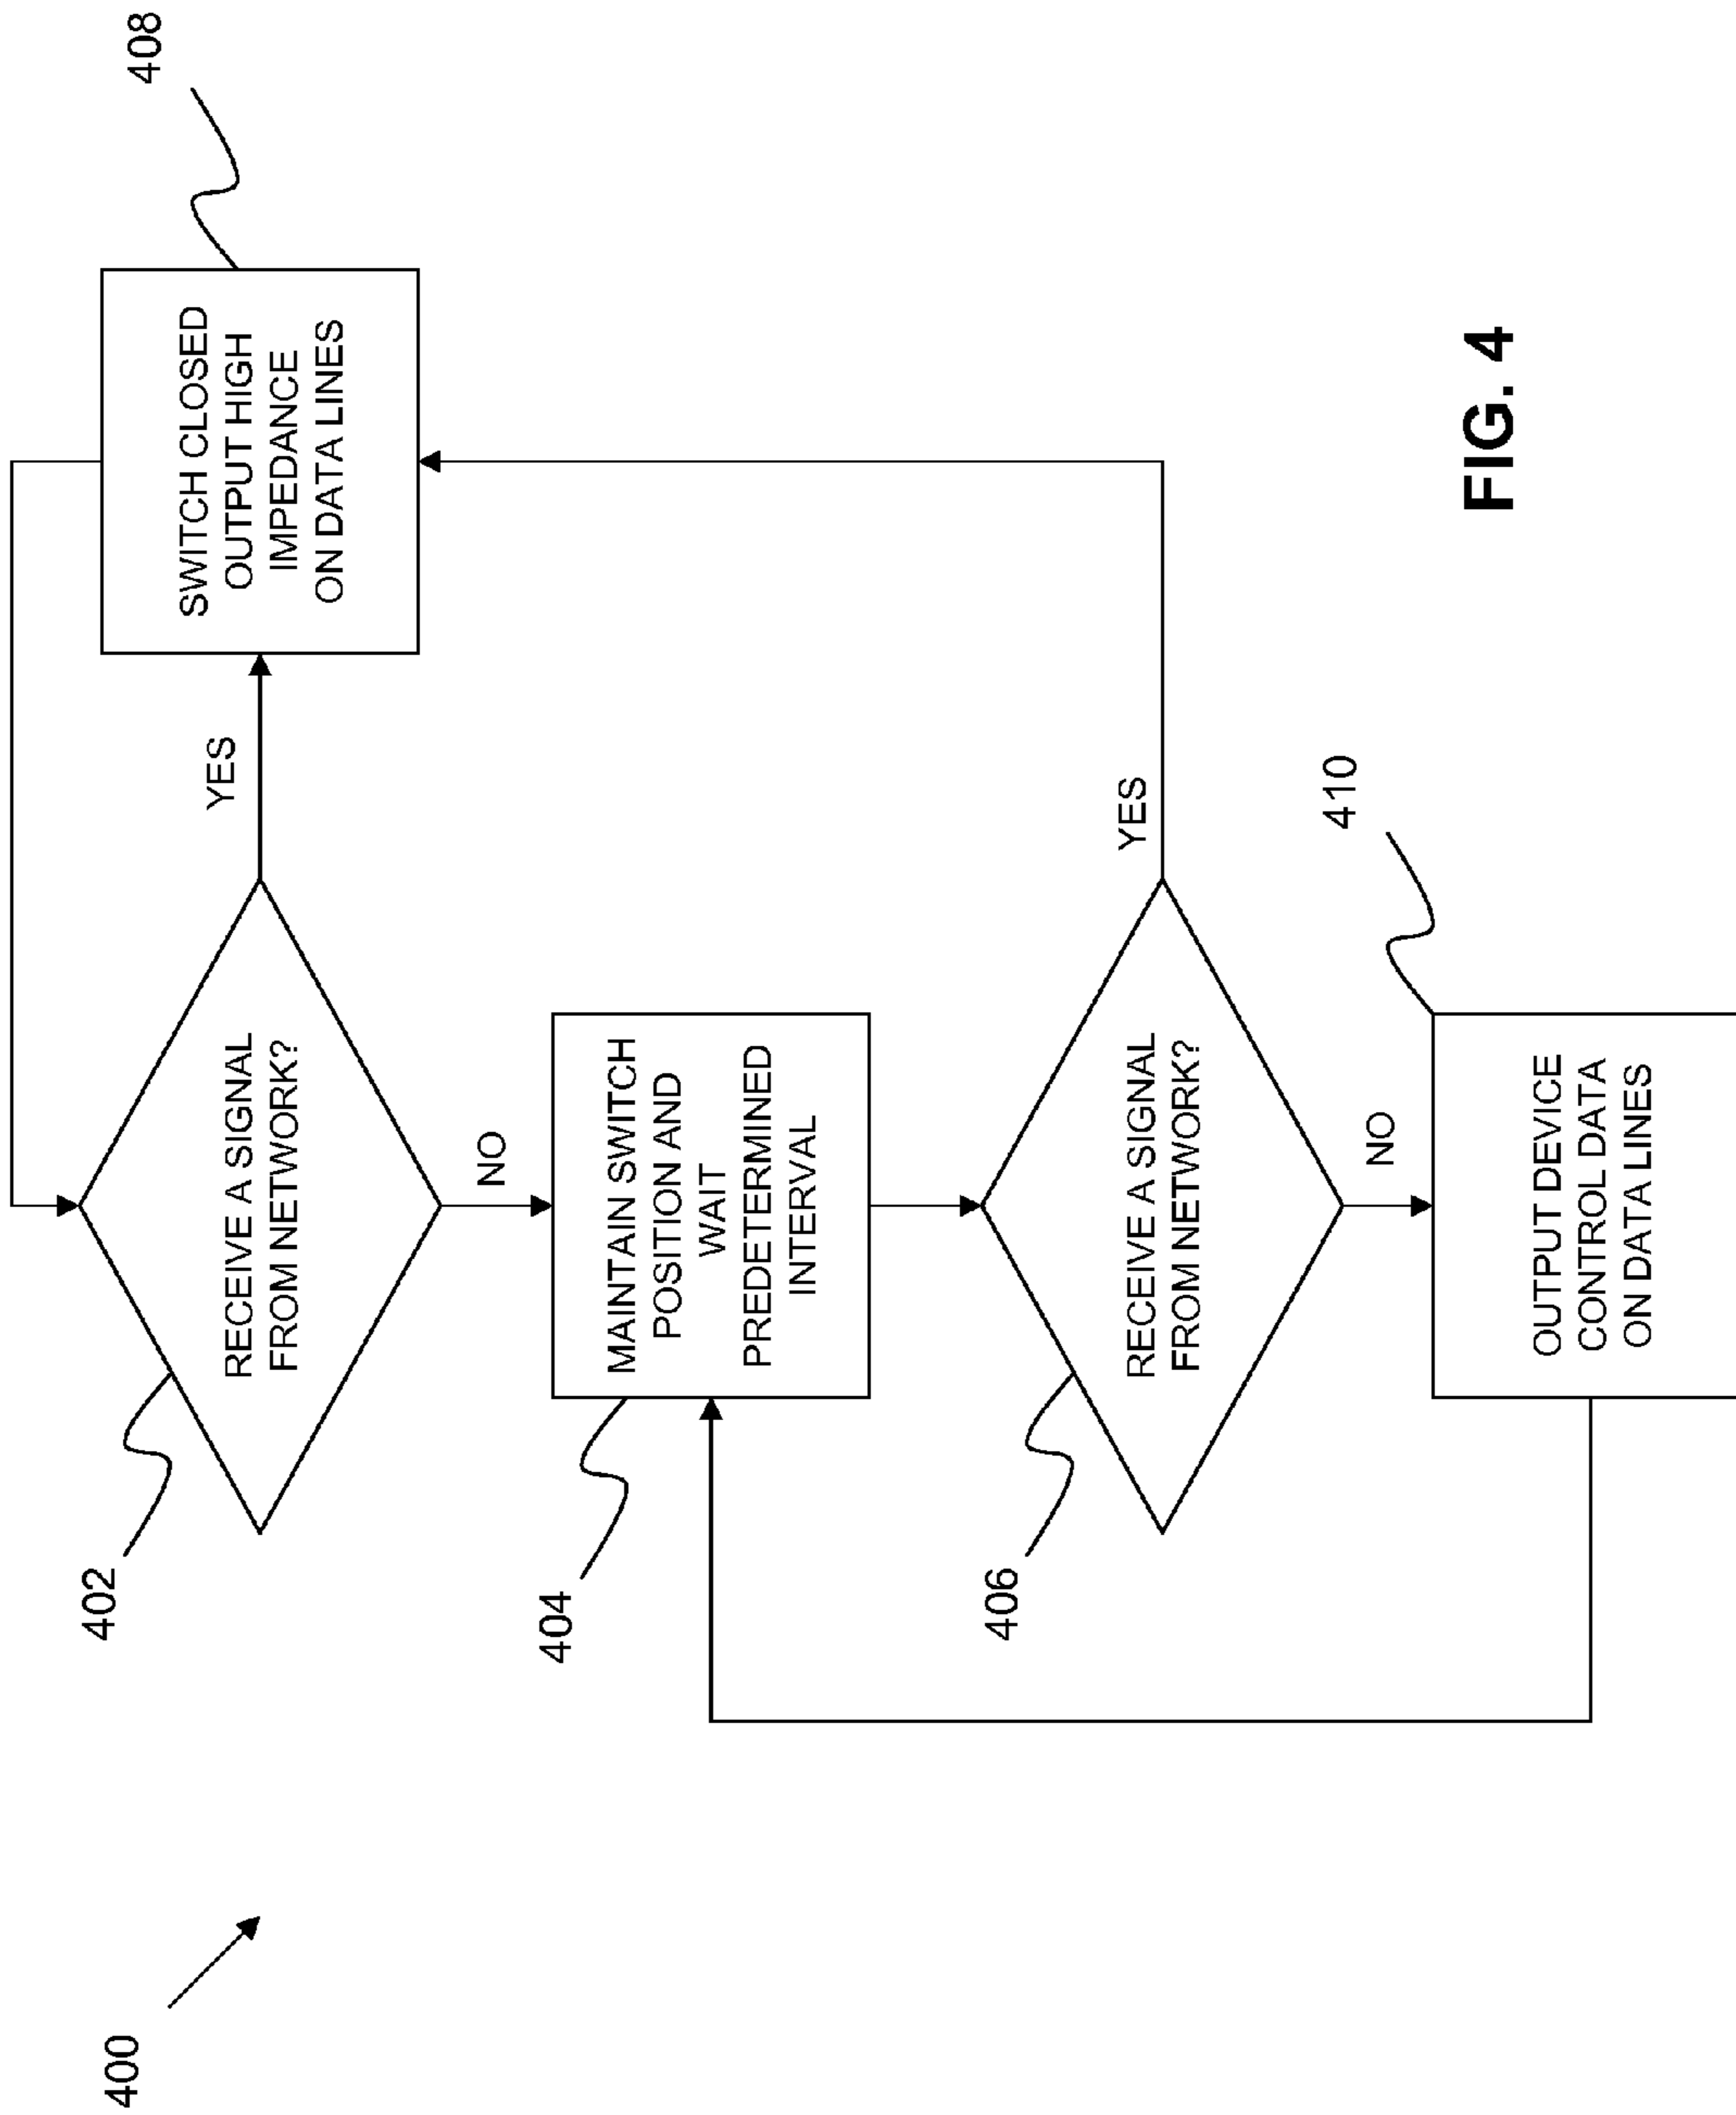 400
402
RECEIVE A SIGNAL
FROM NETWORK?
YES
408
SWITCH CLOSED
OUTPUT HIGH
IMPEDANCE
ON DATA LINES
NO
404
MAINTAIN SWITCH
POSITION AND
WAIT
PREDETERMINED
INTERVAL
406
RECEIVE A SIGNAL
FROM NETWORK?
YES
NO
410
OUTPUT DEVICE
CONTROL DATA
ON DATA LINES
FIG. 4